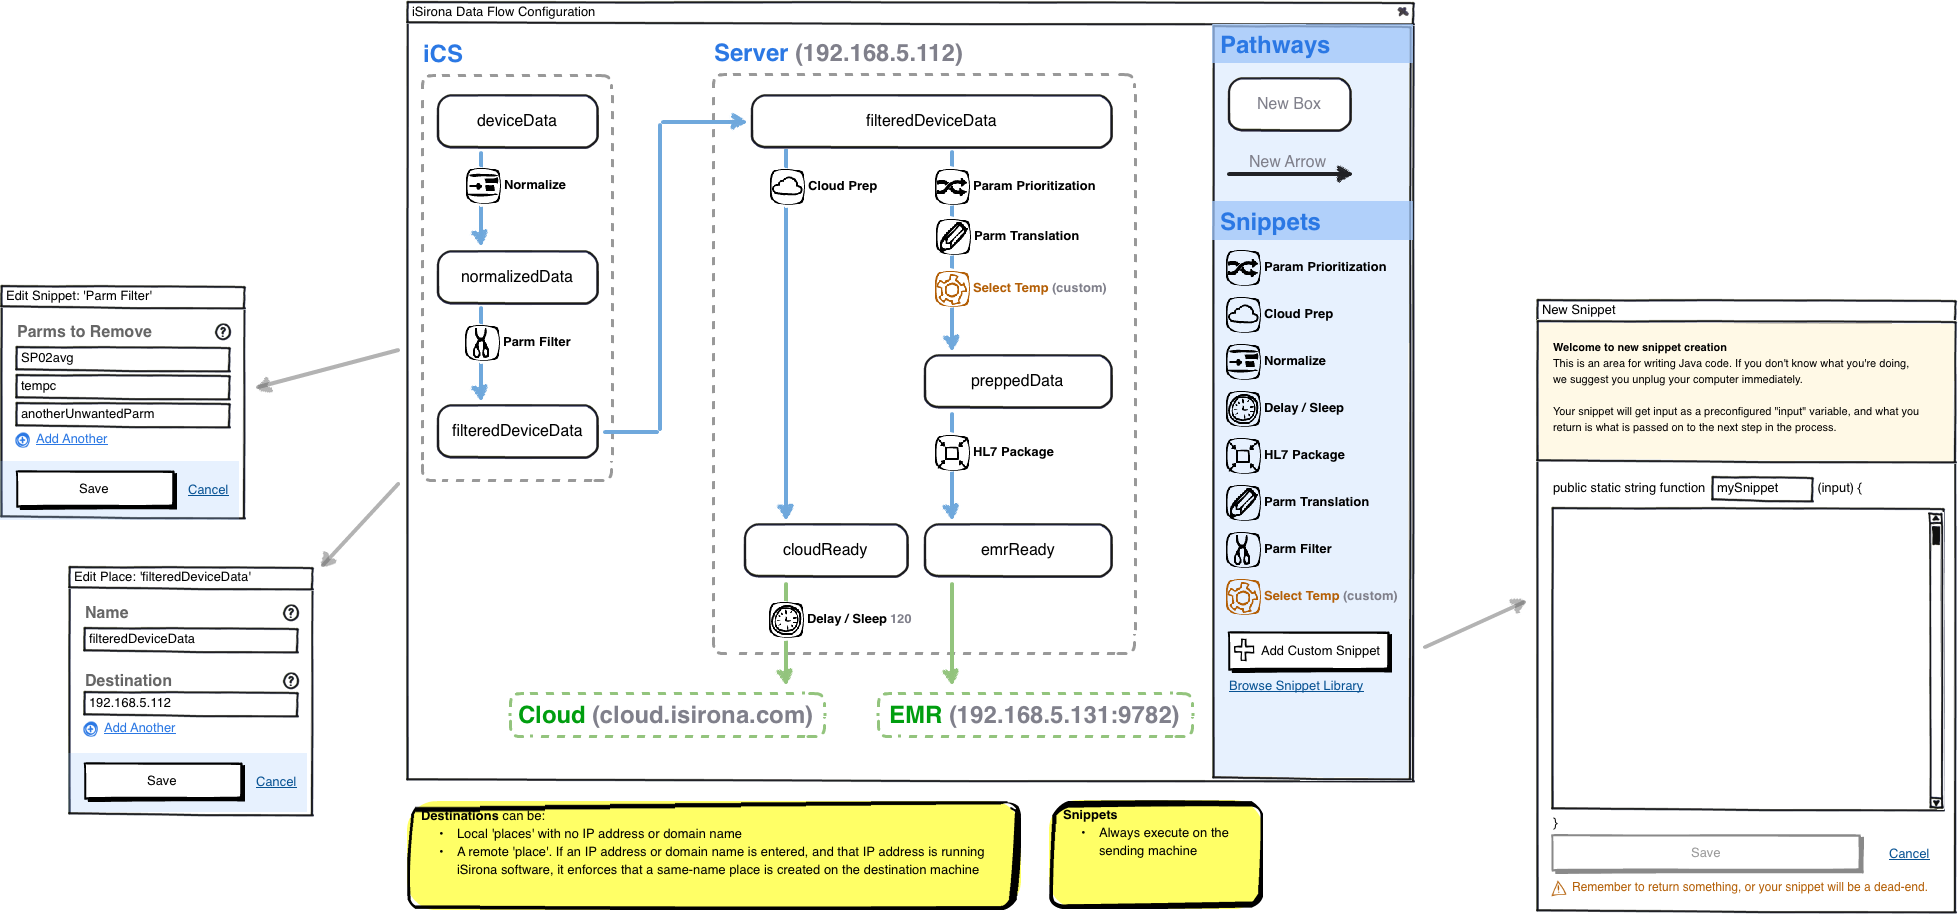 iSirona Data Flow Configuration
iCS
deviceData
Normalize
normalizedData
Parm Filter
filteredDeviceData
Server (192.168.5.112)
filteredDeviceData
Cloud Prep
Param Prioritization
Parm Translation
Select Temp (custom)
preppedData
HL7 Package
cloudReady
emrReady
Delay / Sleep 120
Cloud (cloud.isirona.com)
EMR (192.168.5.131:9782)
Pathways
New Box
New Arrow
Snippets
Param Prioritization
Cloud Prep
Normalize
Delay / Sleep
HL7 Package
Parm Translation
Parm Filter
Select Temp (custom)
Add Custom Snippet
Browse Snippet Library
Edit Snippet: 'Parm Filter'
Parms to Remove
?
SP02avg
tempc
anotherUnwantedParm
Add Another
Save
Cancel
Edit Place: 'filteredDeviceData'
Name
?
filteredDeviceData
Destination
?
192.168.5.112
Add Another
Save
Cancel
New Snippet
Welcome to new snippet creation
This is an area for writing Java code. If you don't know what you're doing,
we suggest you unplug your computer immediately.
Your snippet will get input as a preconfigured "input" variable, and what you
return is what is passed on to the next step in the process.
public static string function mySnippet (input) {
}
Save
Cancel
Remember to return something, or your snippet will be a dead-end.
Destinations can be:
• Local 'places' with no IP address or domain name
• A remote 'place'. If an IP address or domain name is entered, and that IP address is running
iSirona software, it enforces that a same-name place is created on the destination machine
Snippets
• Always execute on the
sending machine